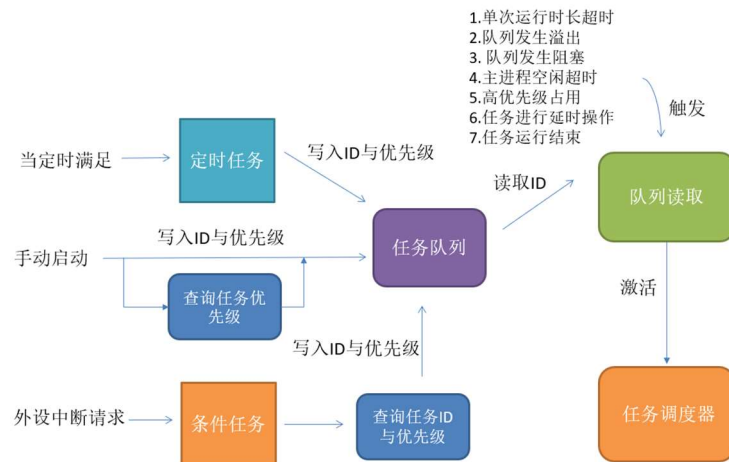 1.单次运行时长超时
2.队列发生溢出
3. 队列发生阻塞
4.主进程空闲超时
5.高优先级占用
6.任务进行延时操作
7.任务运行结束
触发
当定时满足
定时任务
写入ID与优先级
读取ID
队列读取
手动启动
写入ID与优先级
任务队列
查询任务优
先级
激活
写入ID与优先级
外设中断请求
条件任务
查询任务ID
与优先级
任务调度器